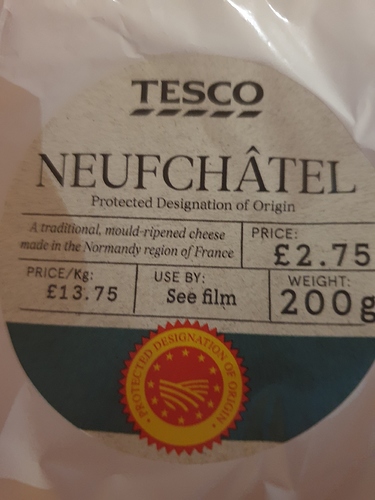 TESCO
NEUFCHÂTEL
Protected Designation of Origin
A traditional, mould-ripened cheese
made in the Normandy region of France
PRICE:
£2.75
PRICE/Kg:
£13.75
USE BY:
See film
WEIGHT:
200g
PROTECTED DESIGNATION OF ORIGIN